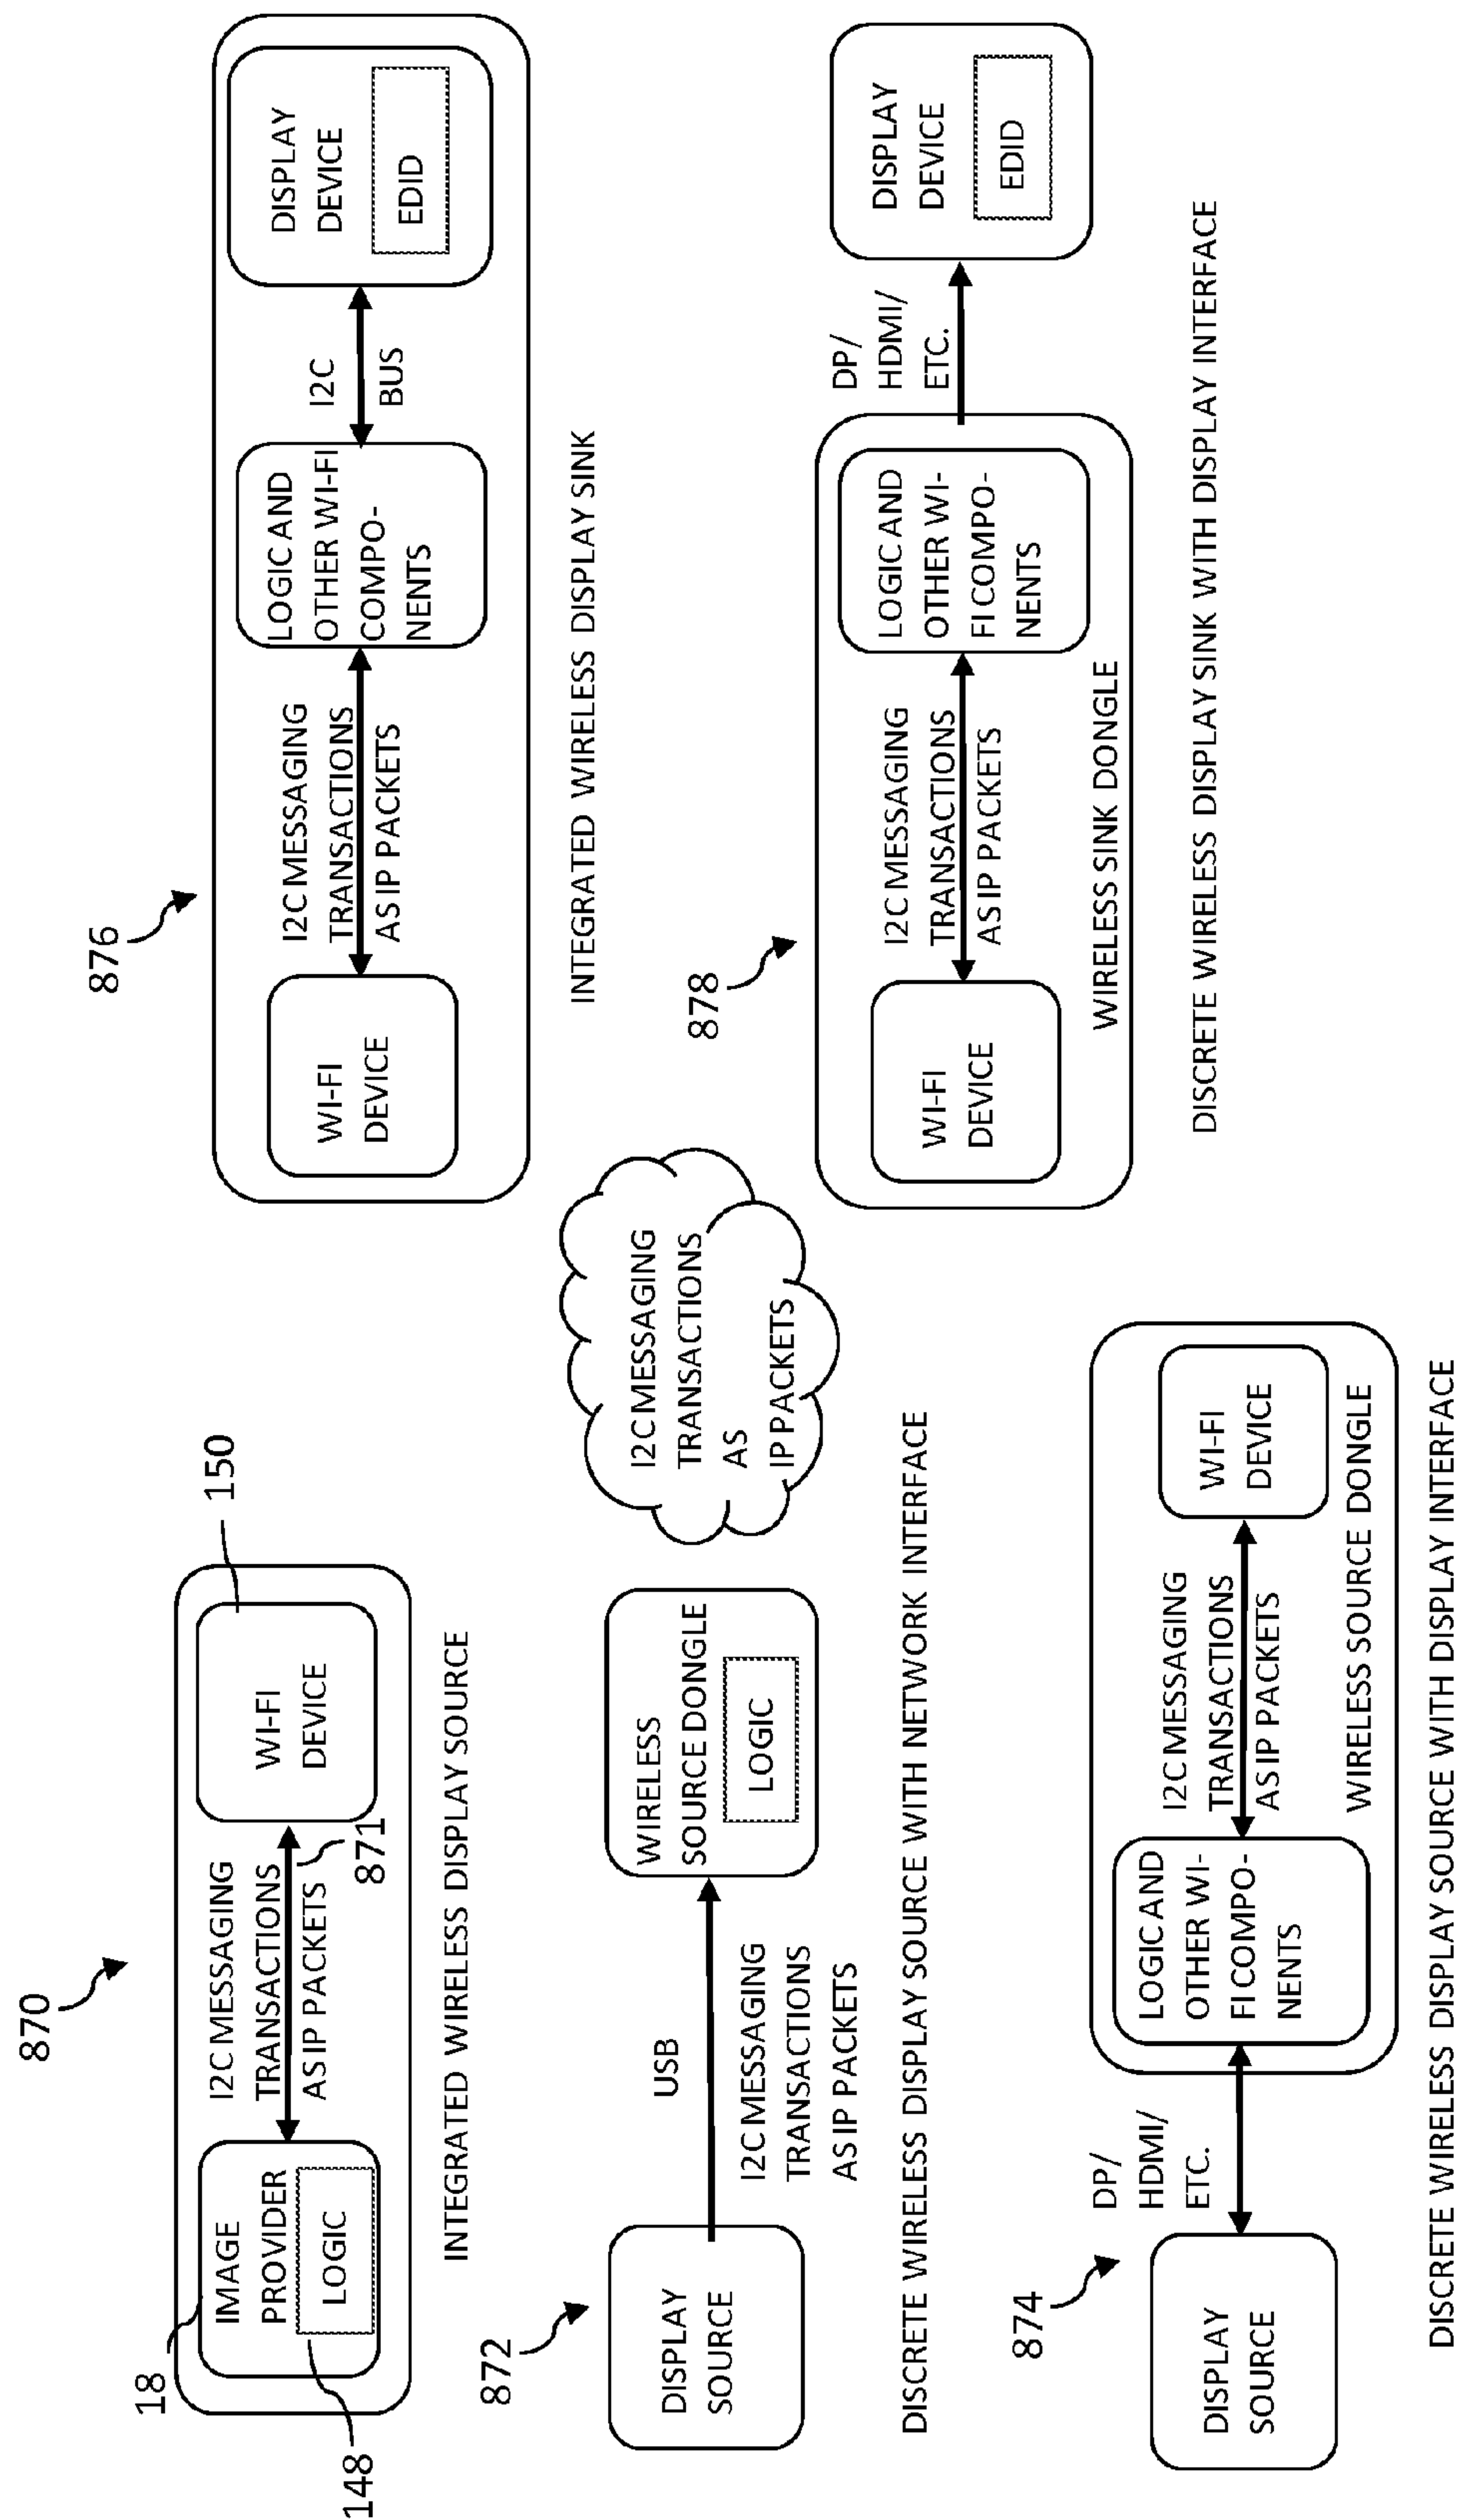 870
18
148
IMAGE
PROVIDER
LOGIC
I2C MESSAGING
TRANSACTIONS
AS IP PACKETS
871
WI-FI
DEVICE
150
INTEGRATED WIRELESS DISPLAY SOURCE
872
DISPLAY
SOURCE
USB
I2C MESSAGING
TRANSACTIONS
AS IP PACKETS
WIRELESS
SOURCE DONGLE
LOGIC
DISCRETE WIRELESS DISPLAY SOURCE WITH NETWORK INTERFACE
874
DISPLAY
SOURCE
DP/
HDMI/
ETC.
LOGIC AND
OTHER WI-
FI COMPO-
NENTS
I2C MESSAGING
TRANSACTIONS
AS IP PACKETS
WI-FI
DEVICE
WIRELESS SOURCE DONGLE
DISCRETE WIRELESS DISPLAY SOURCE WITH DISPLAY INTERFACE
I2C MESSAGING
TRANSACTIONS
AS
IP PACKETS
876
WI-FI
DEVICE
I2C MESSAGING
TRANSACTIONS
AS IP PACKETS
LOGIC AND
OTHER WI-FI
COMPO-
NENTS
I2C
BUS
DISPLAY
DEVICE
EDID
INTEGRATED WIRELESS DISPLAY SINK
878
WI-FI
DEVICE
I2C MESSAGING
TRANSACTIONS
AS IP PACKETS
LOGIC AND
OTHER WI-
FI COMPO-
NENTS
WIRELESS SINK DONGLE
DP/
HDMI/
ETC.
DISPLAY
DEVICE
EDID
DISCRETE WIRELESS DISPLAY SINK WITH DISPLAY INTERFACE